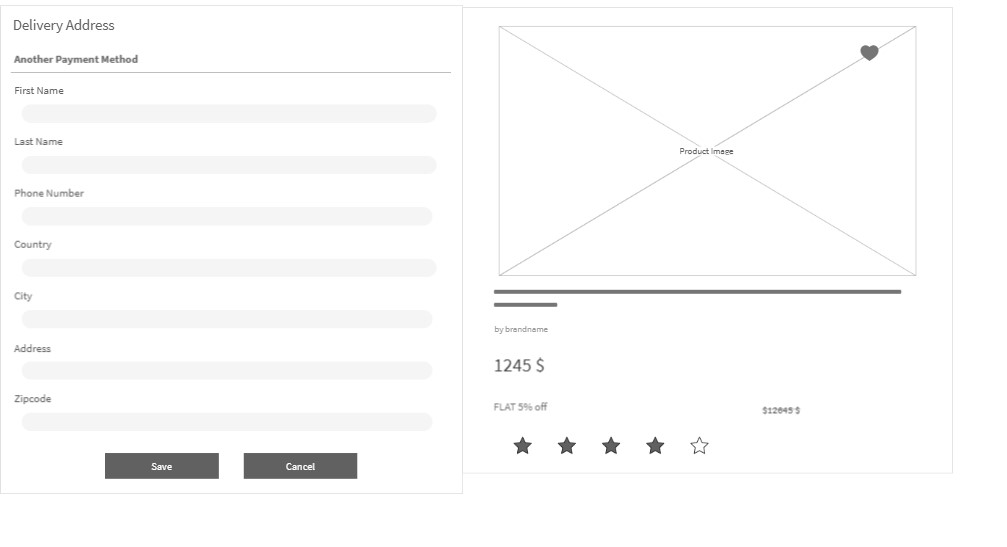 Delivery Address
Another Payment Method
First Name
Last Name
Phone Number
Country
City
Address
Zipcode
Save
Cancel
Product Image
by brandname
1245 $
FLAT 5% off
$12645 $